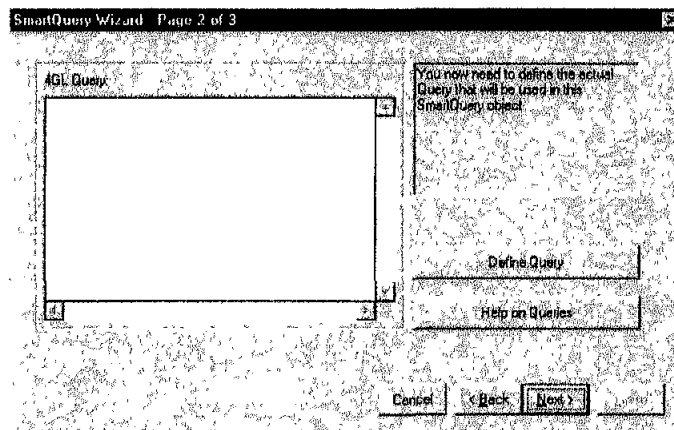 SmartQuery Wizard - Page 2 of 3
4GL Query:
You now need to define the actual
Query that will be used in this
SmartQuery object.
Define Query
Help on Queries
Cancel
< Back
Next >